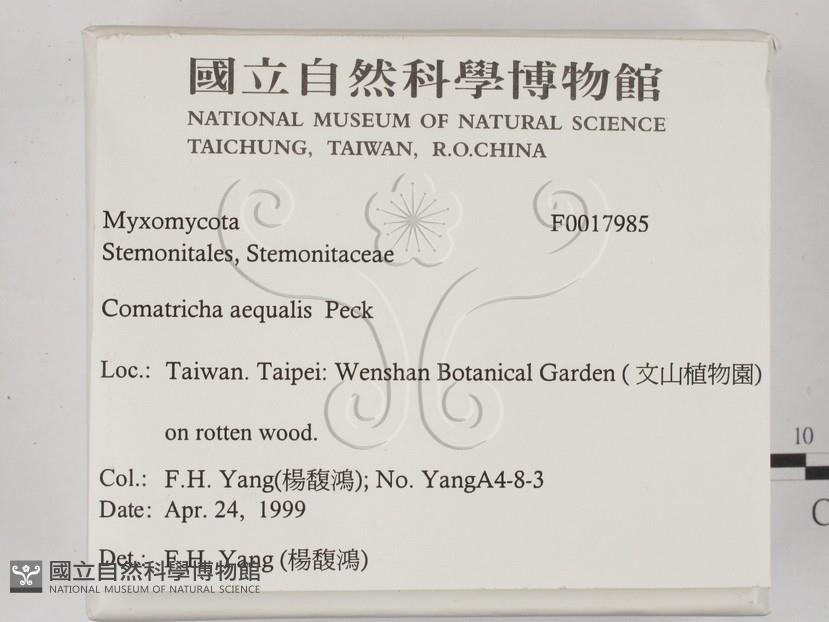 國立自然科學博物館
NATIONAL MUSEUM OF NATURAL SCIENCE
TAICHUNG, TAIWAN, R.O.CHINA
Myxomycota F0017985
Stemonitales, Stemonitaceae
Comatricha aequalis Peck
Loc.: Taiwan. Taipei: Wenshan Botanical Garden ( 文山植物園)
on rotten wood.
Col.: F.H. Yang(楊馥鴻); No. YangA4-8-3
Date: Apr. 24, 1999
Det.: F.H. Yang (楊馥鴻)
國立自然科學博物館
NATIONAL MUSEUM OF NATURAL SCIENCE
10